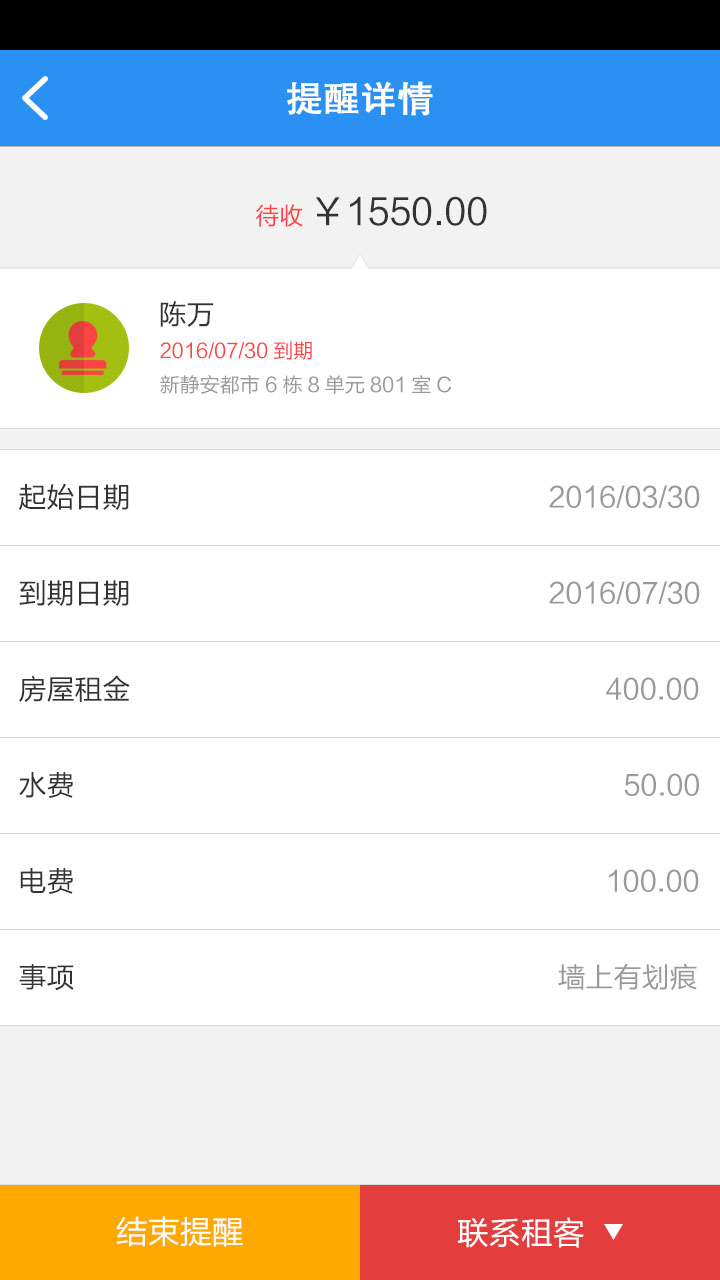 提醒详情
待收 ￥1550.00
陈万
2016/07/30 到期
新静安都市 6 栋 8 单元 801 室 C
起始日期 2016/03/30
到期日期 2016/07/30
房屋租金 400.00
水费 50.00
电费 100.00
事项 墙上有划痕
结束提醒 联系租客 ▼